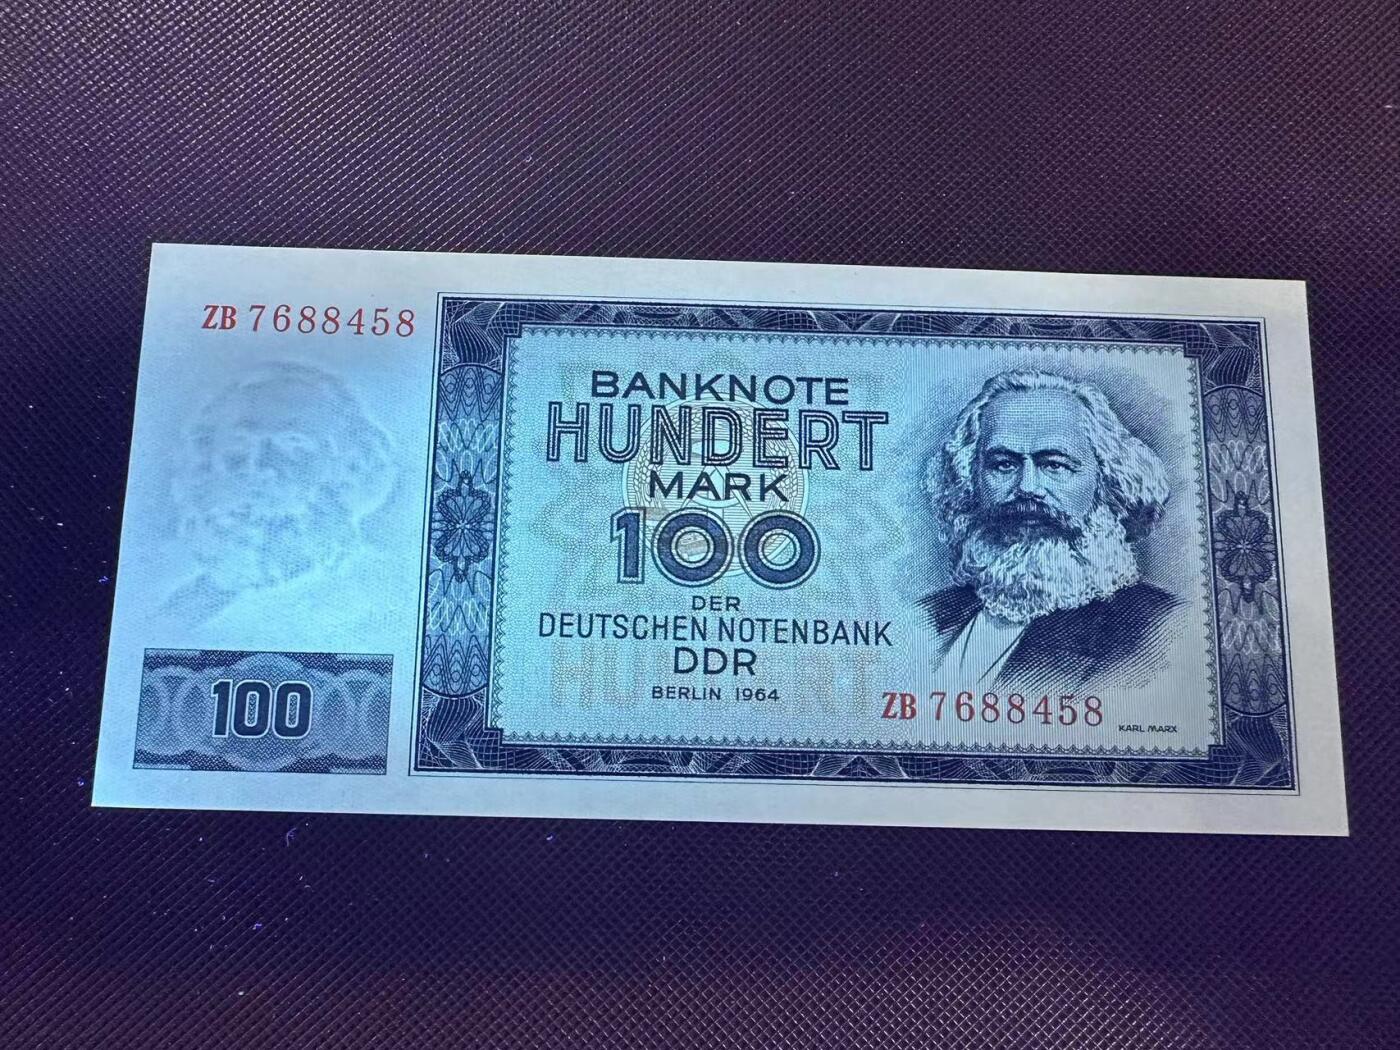 ZB 7688458
BANKNOTE
HUNDERT
MARK
100
DER
DEUTSCHEN NOTENBANK
DDR
BERLIN 1964
ZB 7688458
KARL MARX
100